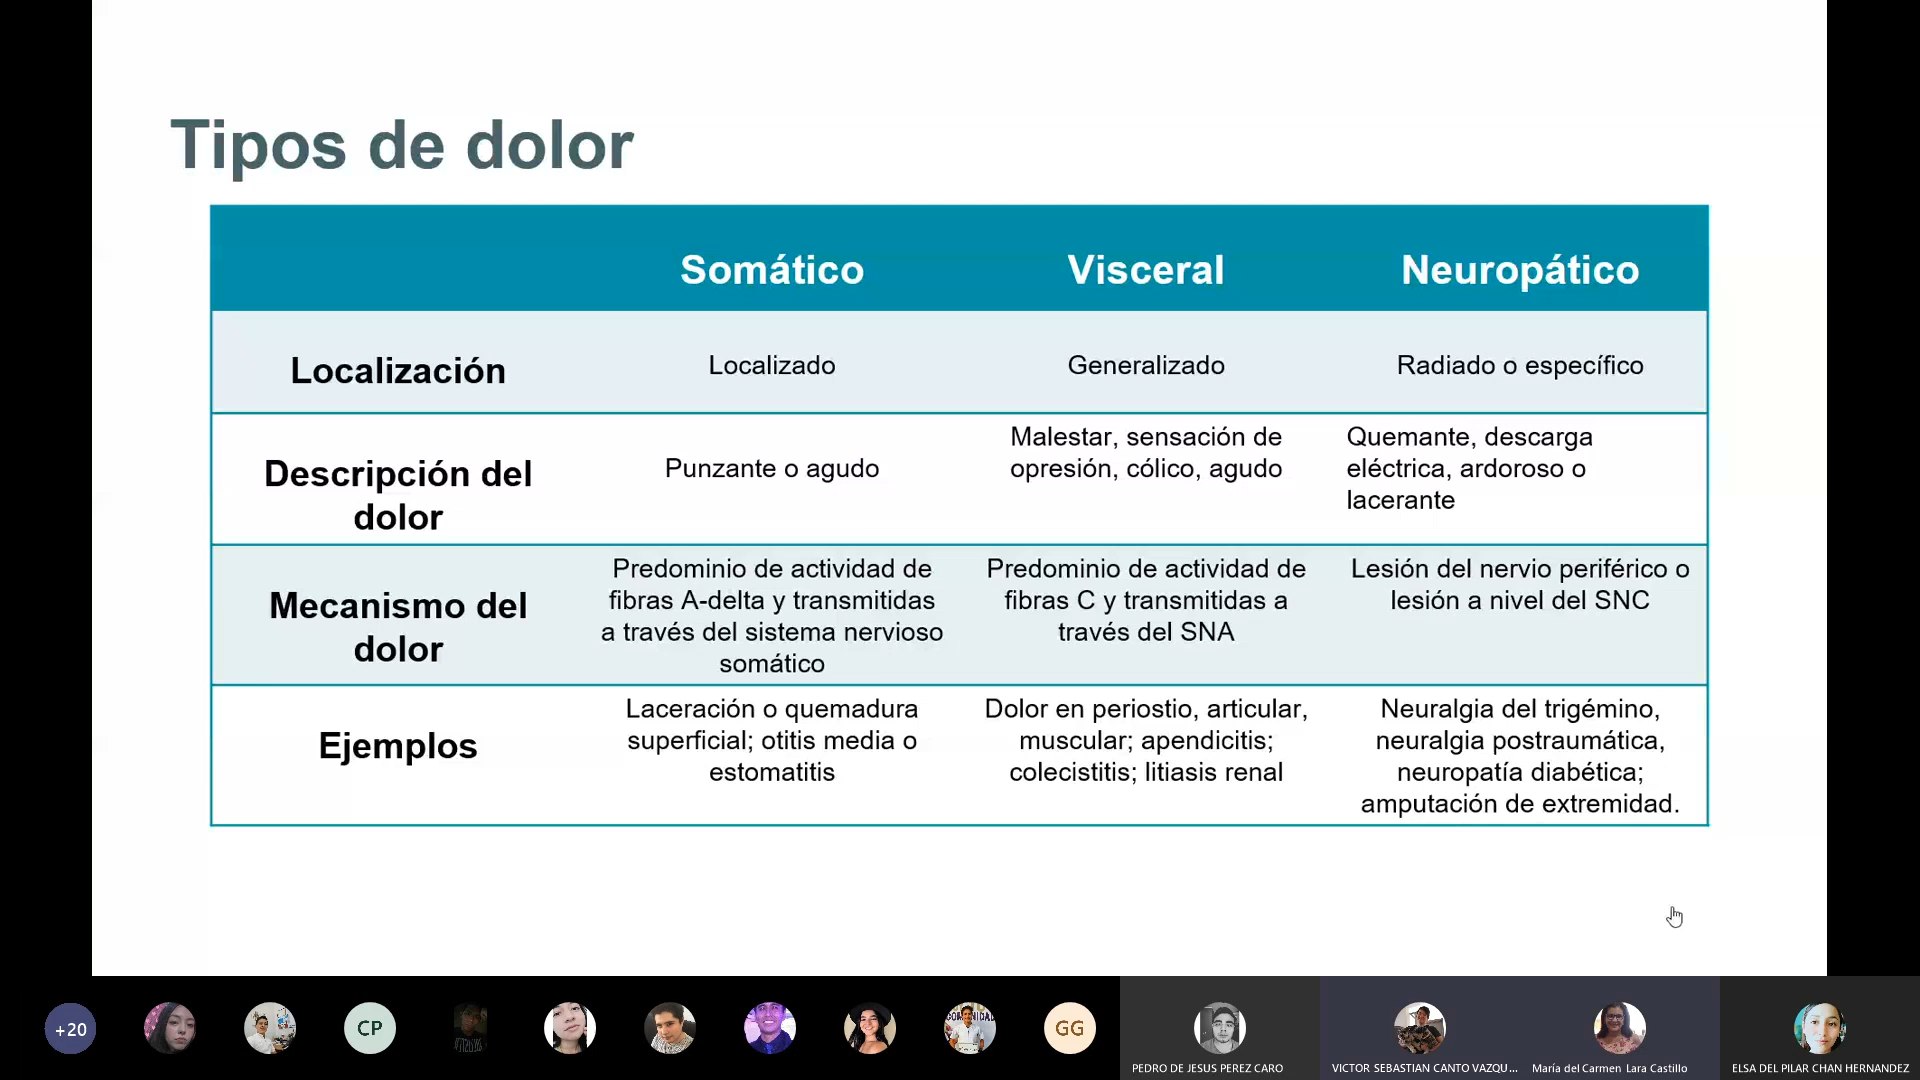 Tipos de dolor
Somático Visceral Neuropático
Localización Localizado Generalizado Radiado o específico
Descripción del
dolor
Punzante o agudo
Malestar, sensación de
opresión, cólico, agudo
Quemante, descarga
eléctrica, ardoroso o
lacerante
Mecanismo del
dolor
Predominio de actividad de
fibras A-delta y transmitidas
a través del sistema nervioso
somático
Predominio de actividad de
fibras C y transmitidas a
través del SNA
Lesión del nervio periférico o
lesión a nivel del SNC
Ejemplos
Laceración o quemadura
superficial; otitis media o
estomatitis
Dolor en periostio, articular,
muscular; apendicitis;
colecistitis; litiasis renal
Neuralgia del trigémino,
neuralgia postraumática,
neuropatía diabética;
amputación de extremidad.
+20
CP
GG
PEDRO DE JESUS PEREZ CARO
VICTOR SEBASTIAN CANTO VAZQU...
María del Carmen Lara Castillo
ELSA DEL PILAR CHAN HERNANDEZ